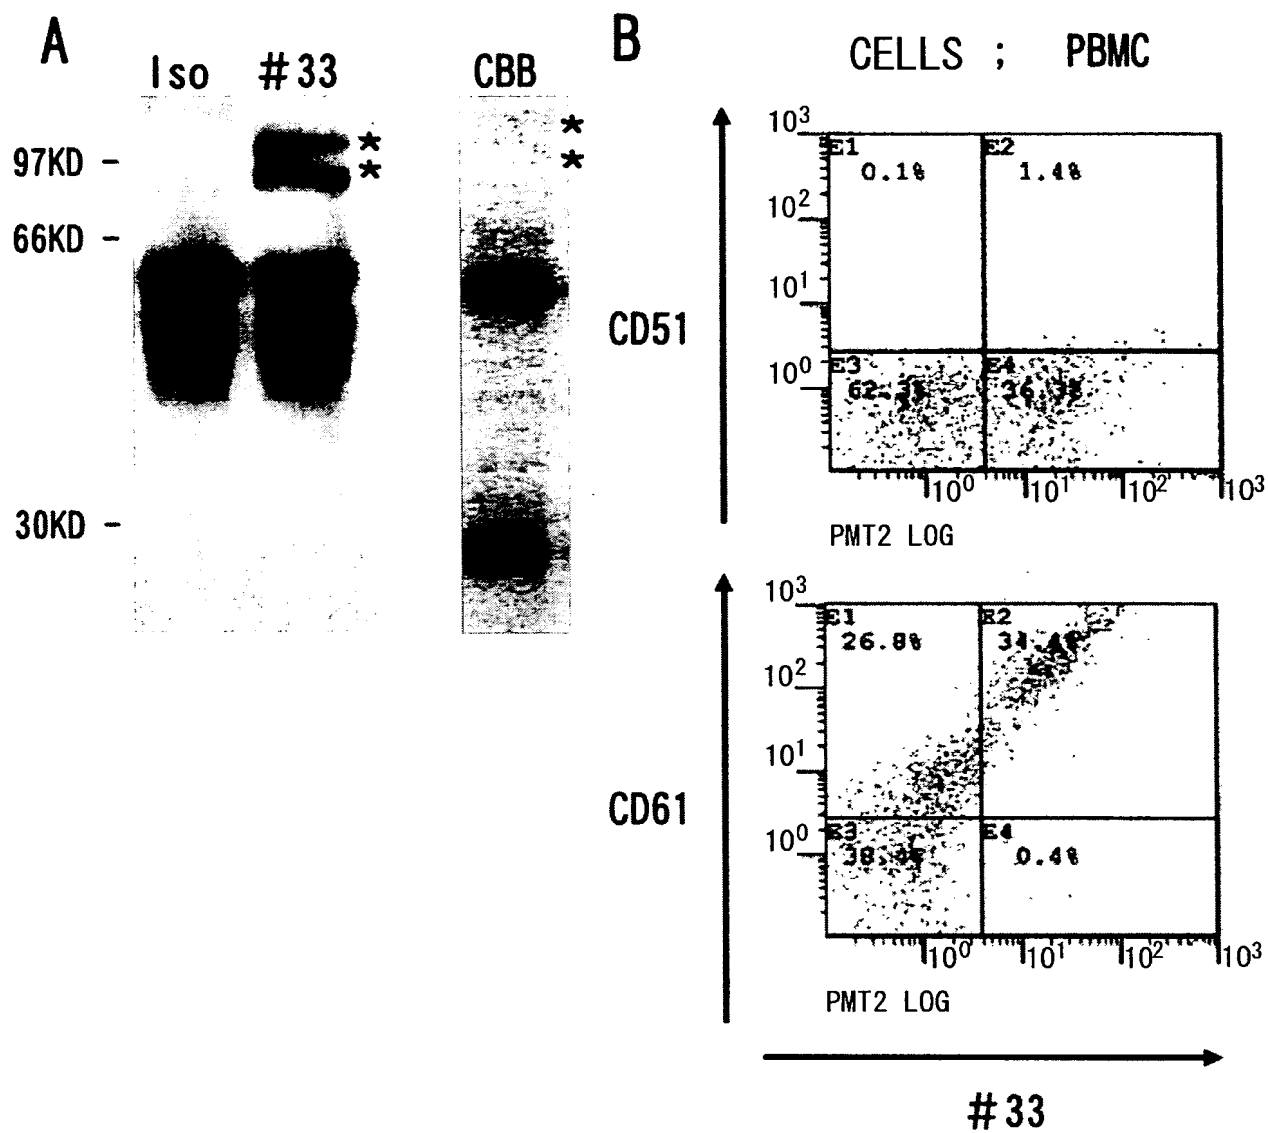 A
Iso #33 CBB
*
*
*
*
97KD -
66KD -
30KD -
B
CELLS ; PBMC
CD51
10³
10²
10¹
10⁰
E1
0.1%
E2
1.4%
E3
E4
10⁰ 10¹ 10² 10³
PMT2 LOG
CD61
10³
10²
10¹
10⁰
E1
26.8%
E2
E3
E4
0.4%
10⁰ 10¹ 10² 10³
PMT2 LOG
#33